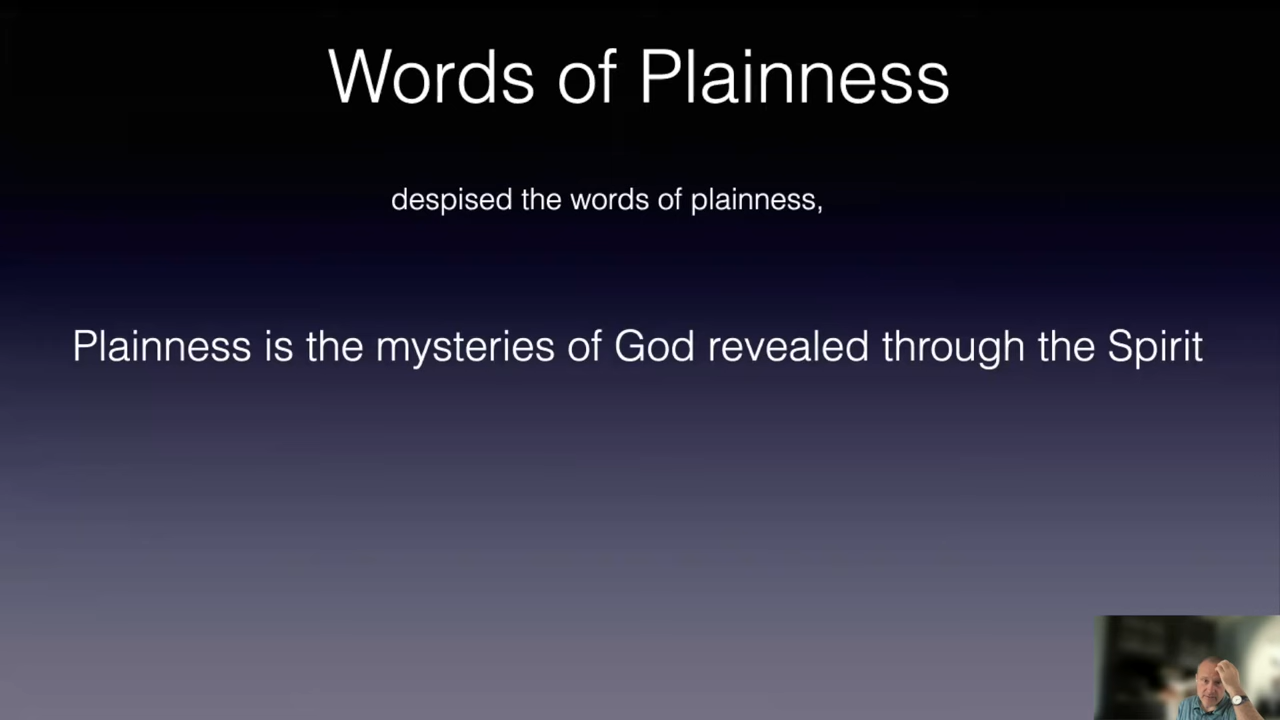 Words of Plainness
despised the words of plainness,
Plainness is the mysteries of God revealed through the Spirit